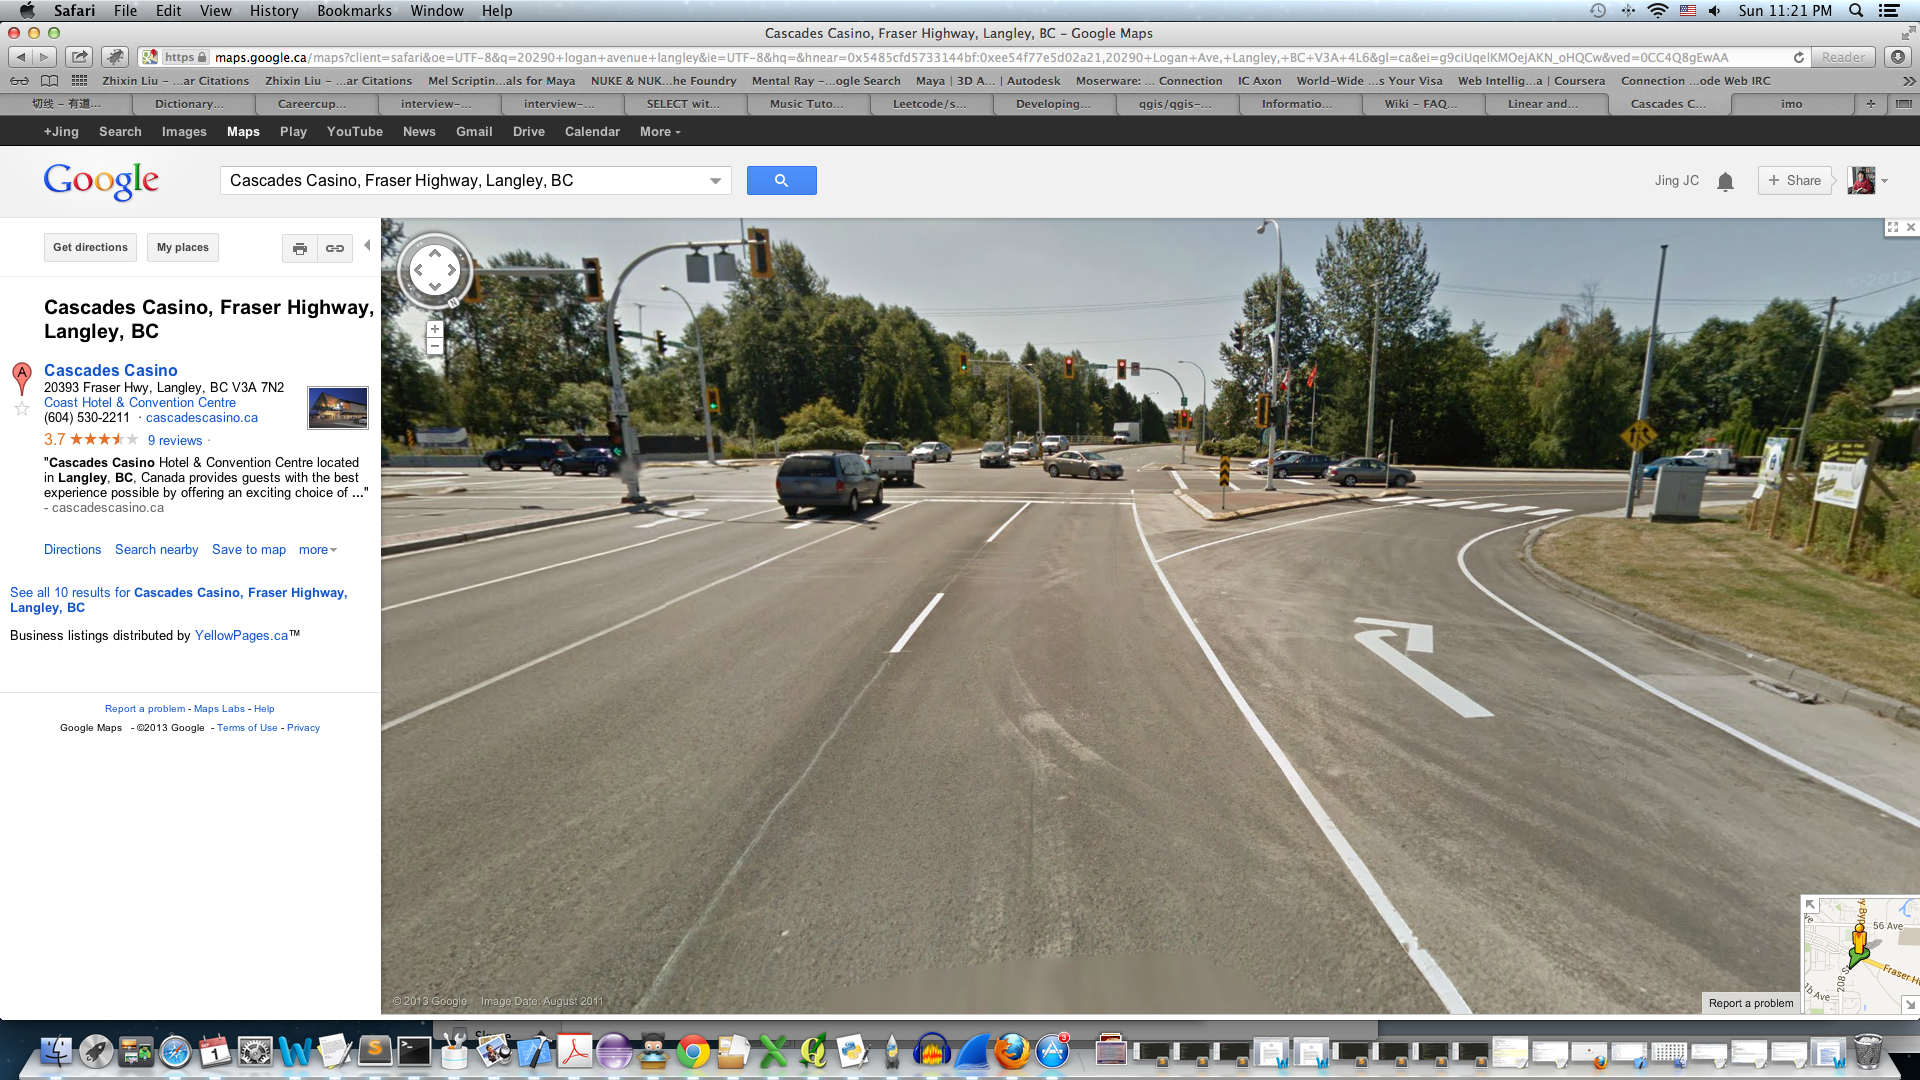 Safari File Edit View History Bookmarks Window Help Sun 11:21 PM
Cascades Casino, Fraser Highway, Langley, BC – Google Maps
https maps.google.ca/maps?client=safari&oe=UTF-8&q=20290+logan+avenue+langley&ie=UTF-8&hq=&hnear=0x5485cfd5733144bf:0xee54f77e5d02a21,20290+Logan+Ave,+Langley,+BC+V3A+4L6&gl=ca&ei=g9ciUqelKMOejAKN_oHQCw&ved=0CC4Q8gEwAA Reader
Zhixin Liu – ...ar Citations Zhixin Liu – ...ar Citations Mel Scriptin...als for Maya NUKE & NUK...he Foundry Mental Ray –...ogle Search Maya | 3D A... | Autodesk Moserware: ... Connection IC Axon World-Wide ...s Your Visa Web Intellig...a | Coursera Connection ...ode Web IRC
切线 – 有道... Dictionary... Careercup... interview-... interview-... SELECT wit... Music Tuto... Leetcode/s... Developing... qgis/qgis-... Informatio... Wiki – FAQ... Linear and... Cascades C... imo
+Jing Search Images Maps Play YouTube News Gmail Drive Calendar More
Google Cascades Casino, Fraser Highway, Langley, BC Jing JC + Share
Get directions My places
Cascades Casino, Fraser Highway,
Langley, BC
A Cascades Casino
20393 Fraser Hwy, Langley, BC V3A 7N2
Coast Hotel & Convention Centre
(604) 530-2211 · cascadescasino.ca
3.7 9 reviews ·
"Cascades Casino Hotel & Convention Centre located
in Langley, BC, Canada provides guests with the best
experience possible by offering an exciting choice of ..."
- cascadescasino.ca
Directions Search nearby Save to map more
See all 10 results for Cascades Casino, Fraser Highway,
Langley, BC
Business listings distributed by YellowPages.ca™
Report a problem - Maps Labs - Help
Google Maps - ©2013 Google - Terms of Use - Privacy
N
56 Ave
208 S
Fraser H
b Ave
© 2013 Google Image Date: August 2011
Report a problem
SEP
1
3